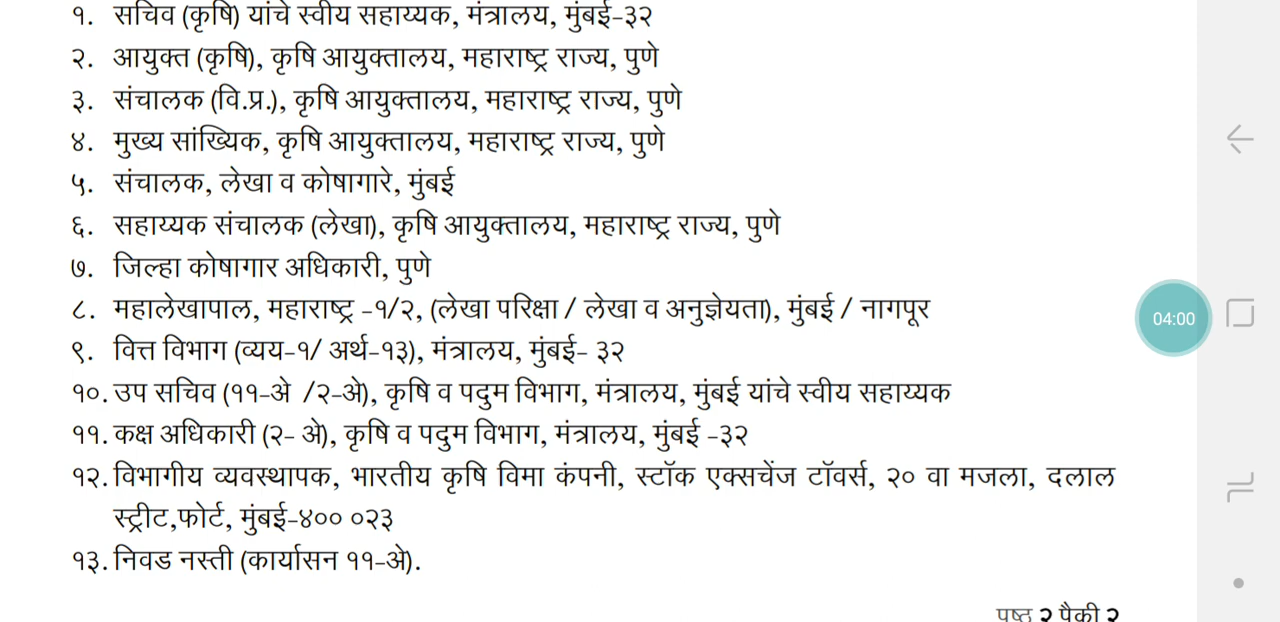 १. सचिव (कृषि) यांचे स्वीय सहाय्यक, मंत्रालय, मुंबई-३२
२. आयुक्त (कृषि), कृषि आयुक्तालय, महाराष्ट्र राज्य, पुणे
३. संचालक (वि.प्र.), कृषि आयुक्तालय, महाराष्ट्र राज्य, पुणे
४. मुख्य सांख्यिक, कृषि आयुक्तालय, महाराष्ट्र राज्य, पुणे
५. संचालक, लेखा व कोषागारे, मुंबई
६. सहाय्यक संचालक (लेखा), कृषि आयुक्तालय, महाराष्ट्र राज्य, पुणे
७. जिल्हा कोषागार अधिकारी, पुणे
८. महालेखापाल, महाराष्ट्र -१/२, (लेखा परिक्षा / लेखा व अनुज्ञेयता), मुंबई / नागपूर
04:00
९. वित्त विभाग (व्यय-१/ अर्थ-१३), मंत्रालय, मुंबई- ३२
१०. उप सचिव (११-अे /२-अे), कृषि व पदुम विभाग, मंत्रालय, मुंबई यांचे स्वीय सहाय्यक
११. कक्ष अधिकारी (२- अे), कृषि व पदुम विभाग, मंत्रालय, मुंबई -३२
१२. विभागीय व्यवस्थापक, भारतीय कृषि विमा कंपनी, स्टॉक एक्सचेंज टॉवर्स, २० वा मजला, दलाल
स्ट्रीट,फोर्ट, मुंबई-४०० ०२३
१३. निवड नस्ती (कार्यासन ११-अे).
पृष्ठ २ पैकी २